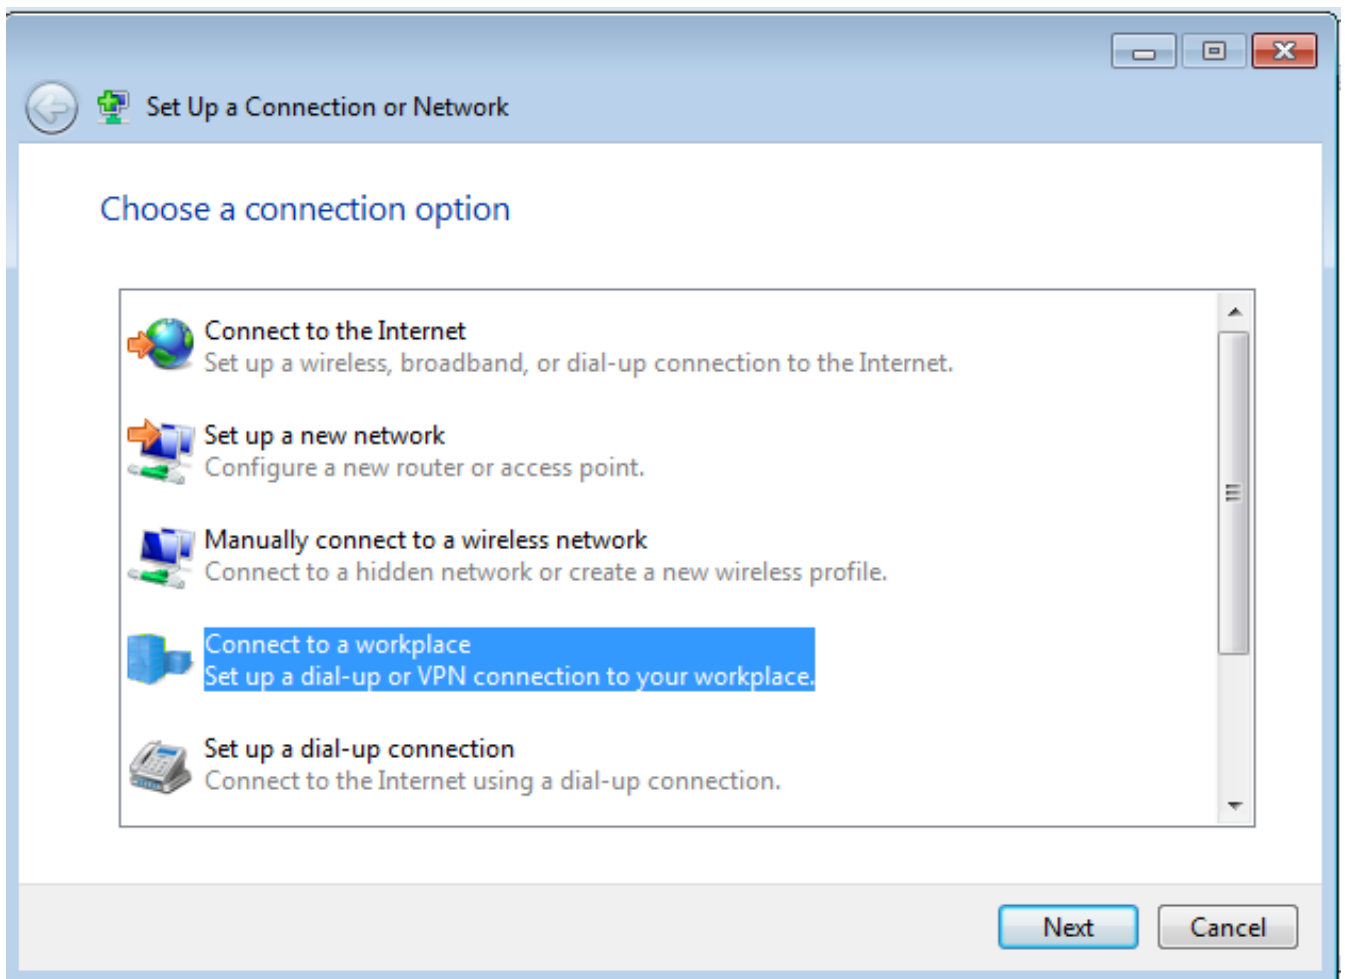 Set Up a Connection or Network
Choose a connection option
Connect to the Internet
Set up a wireless, broadband, or dial-up connection to the Internet.
Set up a new network
Configure a new router or access point.
Manually connect to a wireless network
Connect to a hidden network or create a new wireless profile.
Connect to a workplace
Set up a dial-up or VPN connection to your workplace.
Set up a dial-up connection
Connect to the Internet using a dial-up connection.
Next
Cancel